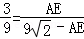 3/9 = AE/(9√2 − AE)